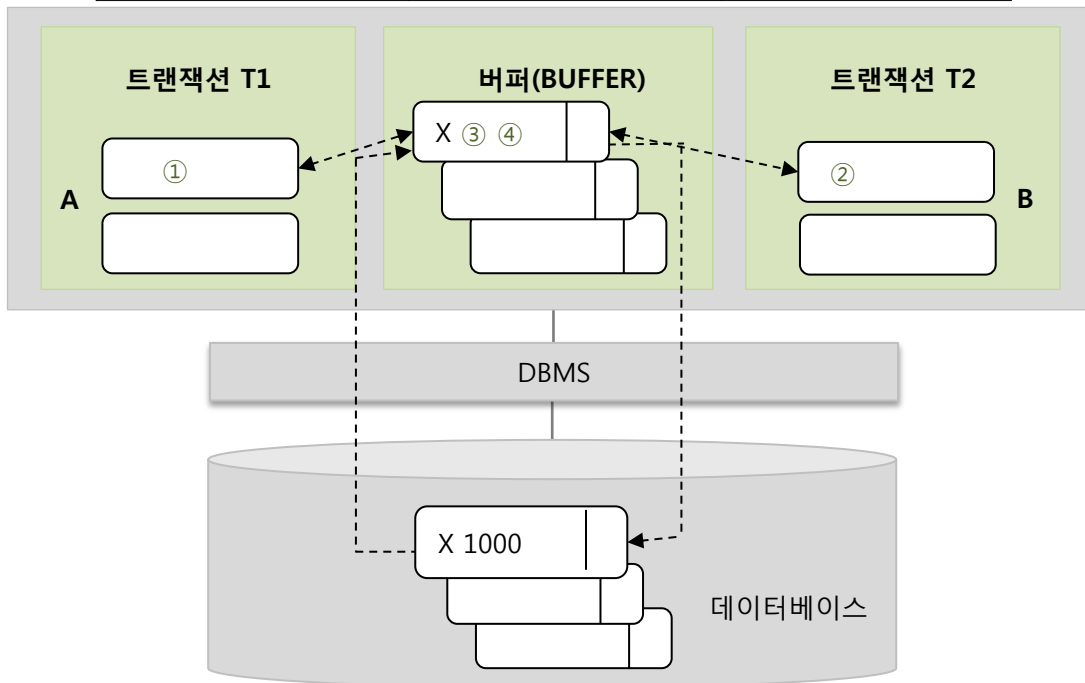 트랜잭션 T1
버퍼(BUFFER)
트랜잭션 T2
X ③ ④
①
②
A
B
DBMS
X 1000
데이터베이스